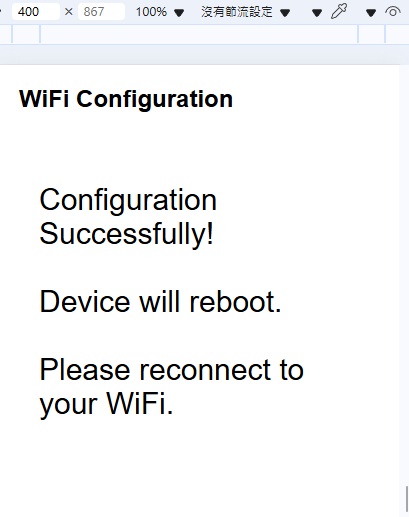 400 × 867 100% 沒有節流設定
WiFi Configuration
Configuration
Successfully!
Device will reboot.
Please reconnect to
your WiFi.